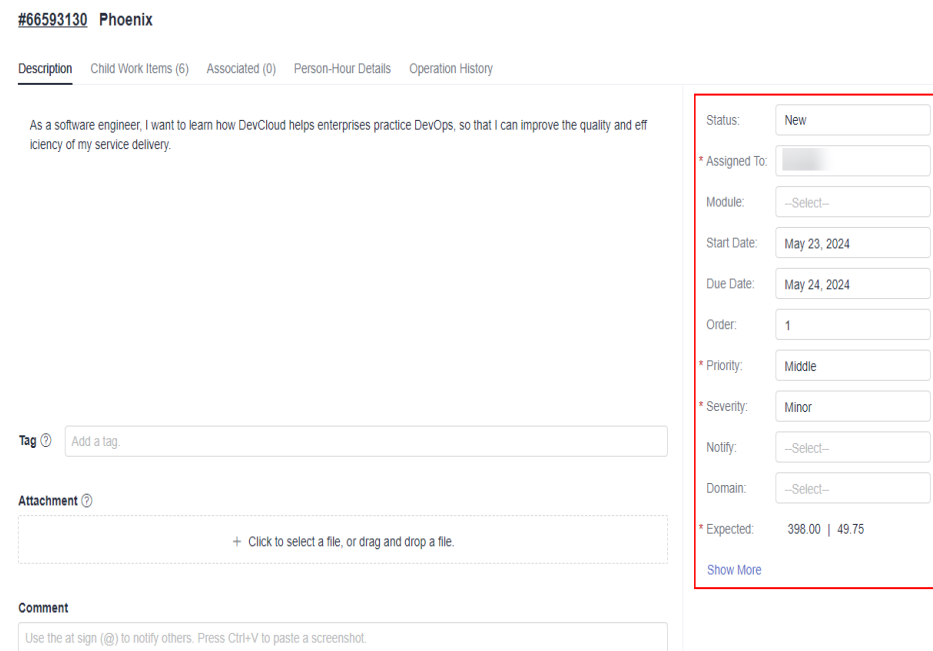 #66593130 Phoenix
Description Child Work Items (6) Associated (0) Person-Hour Details Operation History
As a software engineer, I want to learn how DevCloud helps enterprises practice DevOps, so that I can improve the quality and eff
iciency of my service delivery.
Tag ?
Add a tag.
Attachment ?
+ Click to select a file, or drag and drop a file.
Comment
Use the at sign (@) to notify others. Press Ctrl+V to paste a screenshot.
Status: New
* Assigned To:
Module: --Select--
Start Date: May 23, 2024
Due Date: May 24, 2024
Order: 1
* Priority: Middle
* Severity: Minor
Notify: --Select--
Domain: --Select--
* Expected: 398.00 | 49.75
Show More